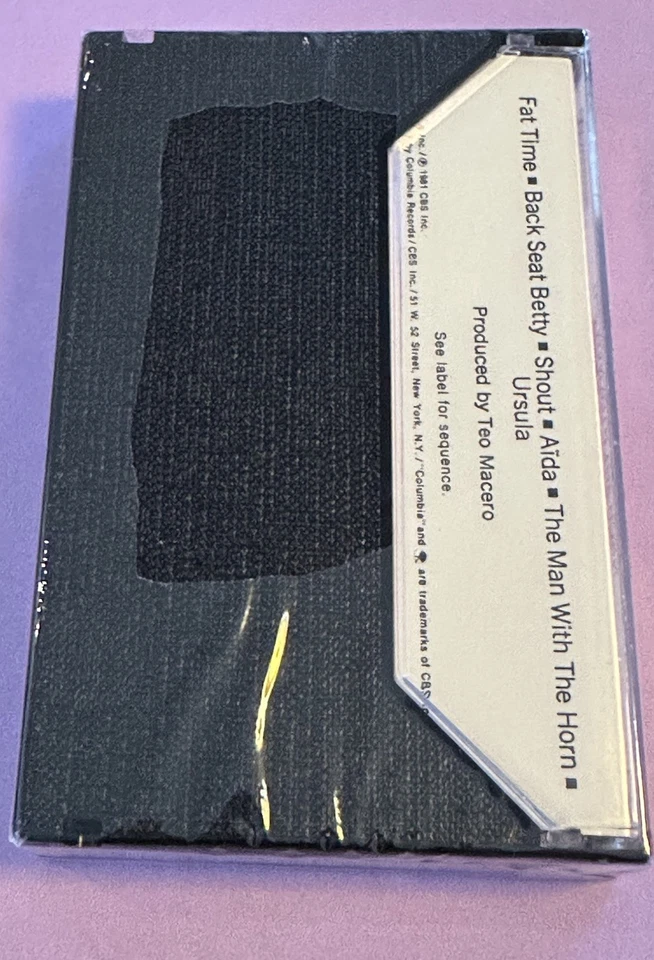 Fat Time ■ Back Seat Betty ■ Shout ■ Aïda ■ The Man With The Horn ■
Ursula
Produced by Teo Macero
See label for sequence.
Inc./ ℗ 1981 CBS Inc.
by Columbia Records/CBS Inc./51 W. 52 Street, New York, N.Y./"Columbia" and are trademarks of CBS